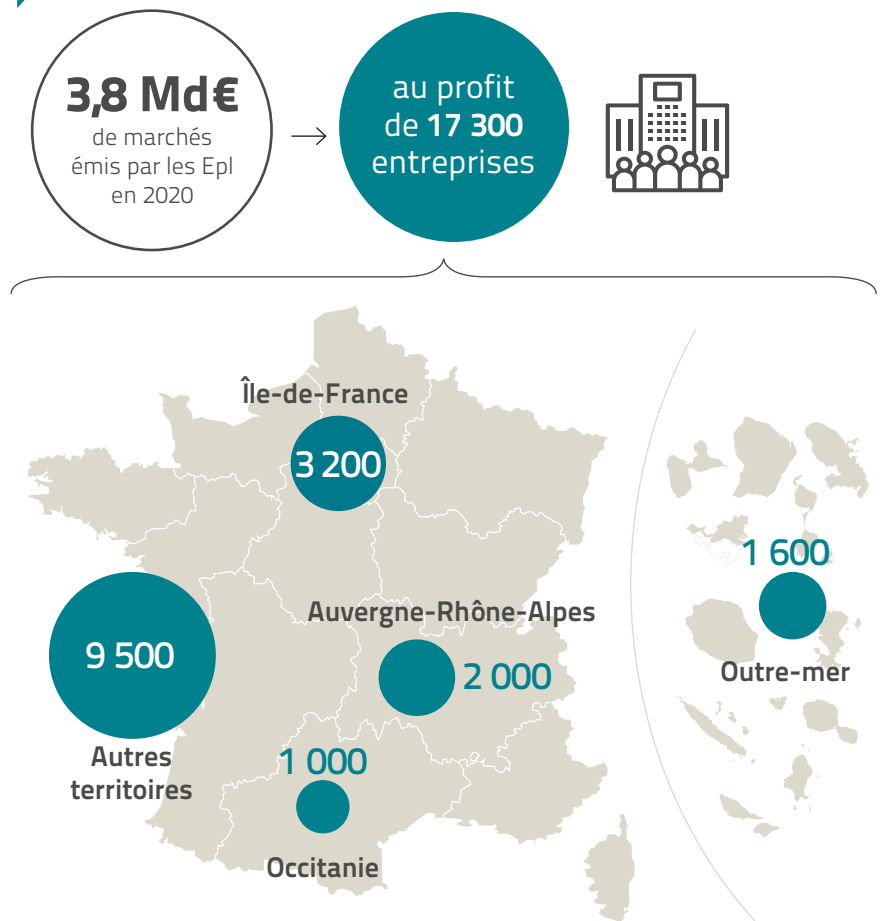 3,8 Md€
de marchés
émis par les Epl
en 2020
au profit
de 17 300
entreprises
Île-de-France
3 200
1 600
Outre-mer
Auvergne-Rhône-Alpes
2 000
9 500
Autres
territoires
1 000
Occitanie